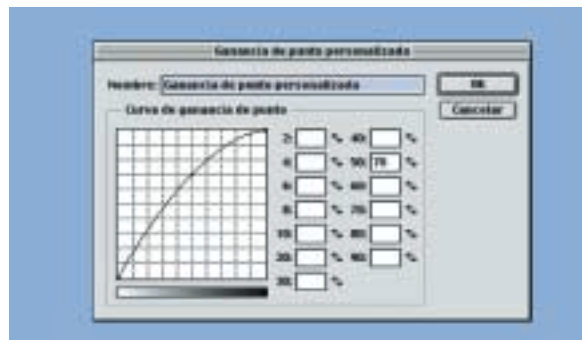 Ganancia de punto personalizada
Nombre: Ganancia de punto personalizada
OK
Cancelar
Curva de ganancia de punto
2: % 40: %
4: % 50: 70 %
6: % 60: %
8: % 70: %
10: % 80: %
20: % 90: %
30: %